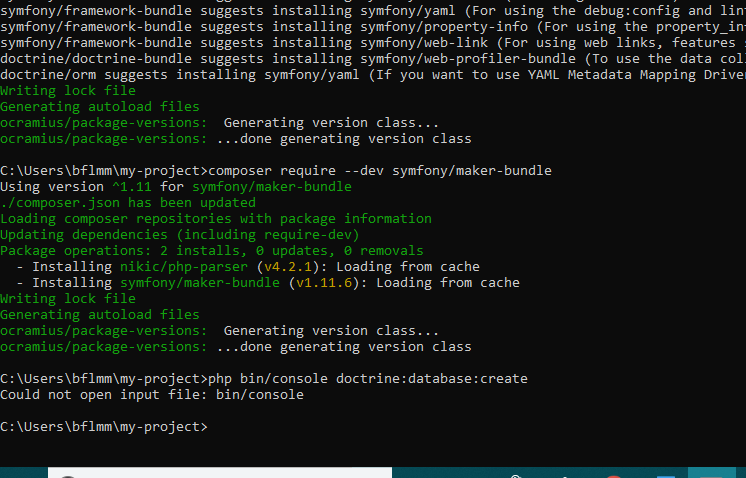 symfony/framework-bundle suggests installing symfony/yaml (For using the debug:config and lin
symfony/framework-bundle suggests installing symfony/property-info (For using the property_in
symfony/framework-bundle suggests installing symfony/web-link (For using web links, features
doctrine/doctrine-bundle suggests installing symfony/web-profiler-bundle (To use the data col
doctrine/orm suggests installing symfony/yaml (If you want to use YAML Metadata Mapping Drive
Writing lock file
Generating autoload files
ocramius/package-versions:  Generating version class...
ocramius/package-versions: ...done generating version class
C:\Users\bflmm\my-project>composer require --dev symfony/maker-bundle
Using version ^1.11 for symfony/maker-bundle
./composer.json has been updated
Loading composer repositories with package information
Updating dependencies (including require-dev)
Package operations: 2 installs, 0 updates, 0 removals
  - Installing nikic/php-parser (v4.2.1): Loading from cache
  - Installing symfony/maker-bundle (v1.11.6): Loading from cache
Writing lock file
Generating autoload files
ocramius/package-versions:  Generating version class...
ocramius/package-versions: ...done generating version class
C:\Users\bflmm\my-project>php bin/console doctrine:database:create
Could not open input file: bin/console
C:\Users\bflmm\my-project>